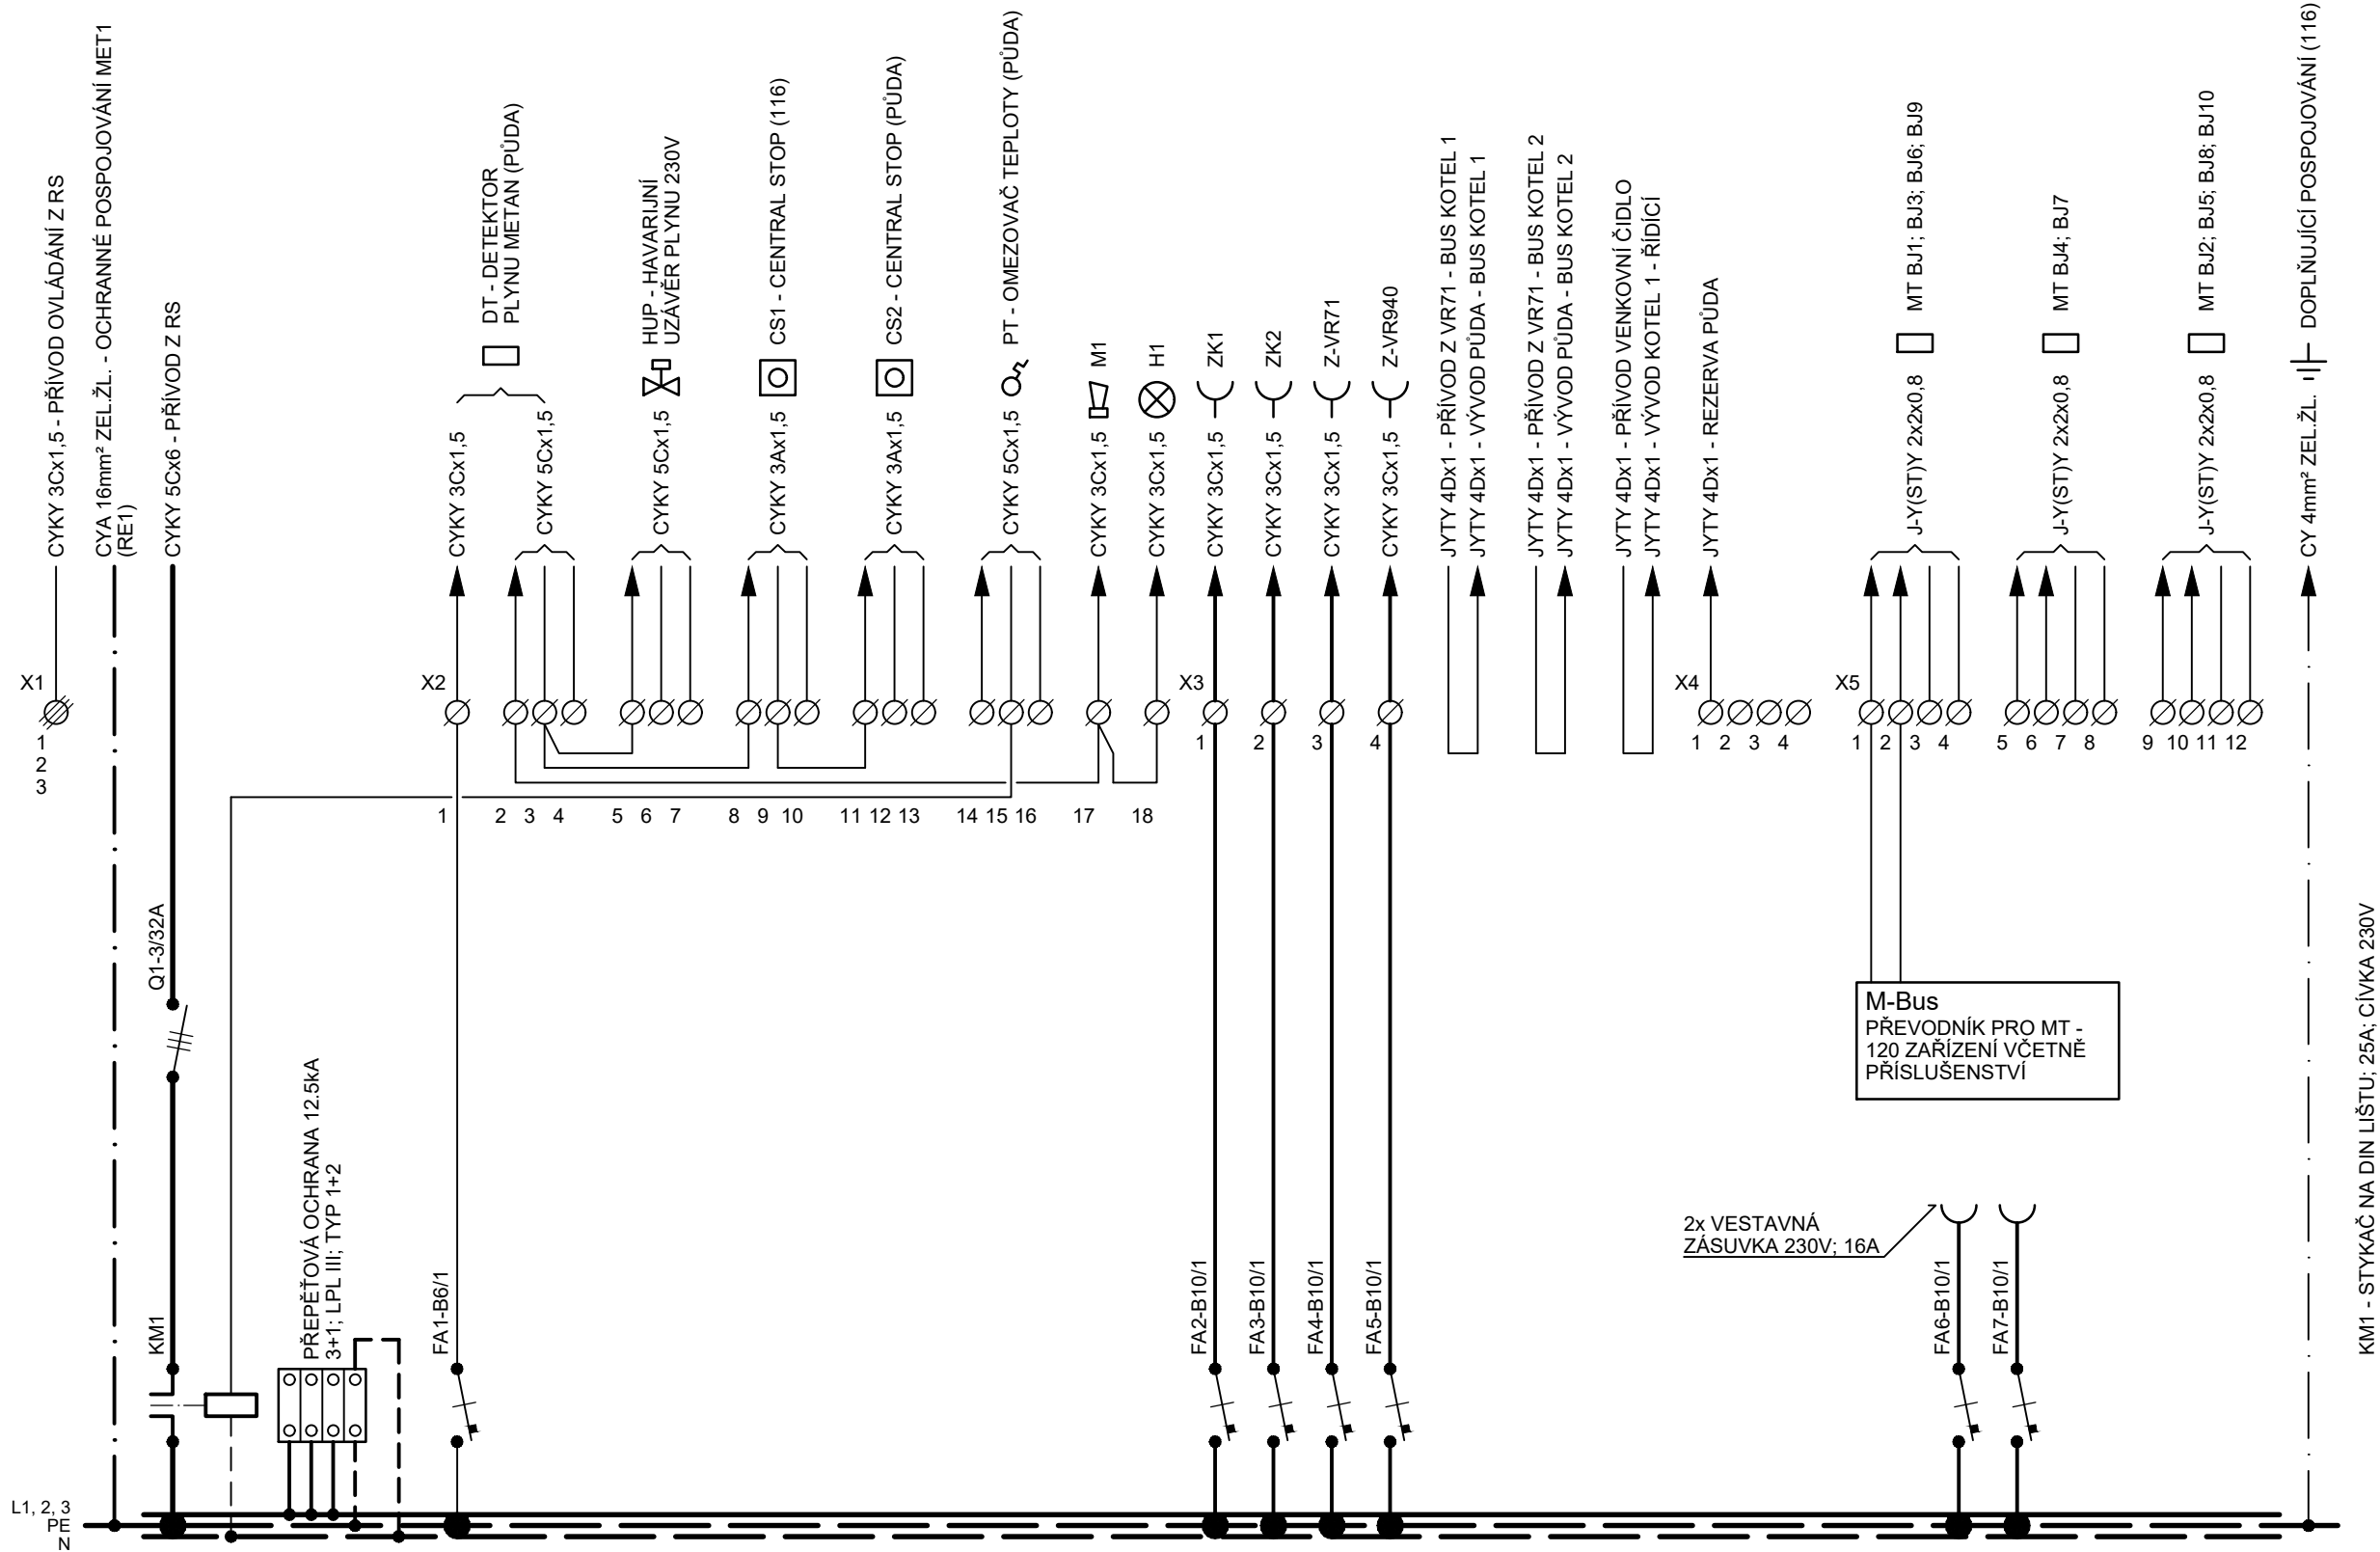 CYKY 3Cx1,5 - PŘÍVOD OVLÁDÁNÍ Z RS
CYA 16mm² ZEL.ŽL. - OCHRANNÉ POSPOJOVÁNÍ MET1
(RE1)
CYKY 5Cx6 - PŘÍVOD Z RS
CYKY 3Cx1,5
DT - DETEKTOR
PLYNU METAN (PŮDA)
CYKY 5Cx1,5
HUP - HAVARIJNÍ
UZÁVĚR PLYNU 230V
CYKY 5Cx1,5
CS1 - CENTRAL STOP (116)
CYKY 3Ax1,5
CS2 - CENTRAL STOP (PŮDA)
CYKY 3Ax1,5
PT - OMEZOVAČ TEPLOTY (PŮDA)
CYKY 5Cx1,5
CYKY 3Cx1,5 M1
CYKY 3Cx1,5 H1
CYKY 3Cx1,5 ZK1
CYKY 3Cx1,5 ZK2
CYKY 3Cx1,5 Z-VR71
CYKY 3Cx1,5 Z-VR940
JYTY 4Dx1 - PŘÍVOD Z VR71 - BUS KOTEL 1
JYTY 4Dx1 - VÝVOD PŮDA - BUS KOTEL 1
JYTY 4Dx1 - PŘÍVOD Z VR71 - BUS KOTEL 2
JYTY 4Dx1 - VÝVOD PŮDA - BUS KOTEL 2
JYTY 4Dx1 - PŘÍVOD VENKOVNÍ ČIDLO
JYTY 4Dx1 - VÝVOD KOTEL 1 - ŘÍDÍCÍ
JYTY 4Dx1 - REZERVA PŮDA
J-Y(ST)Y 2x2x0,8 MT BJ1; BJ3; BJ6; BJ9
J-Y(ST)Y 2x2x0,8 MT BJ4; BJ7
J-Y(ST)Y 2x2x0,8 MT BJ2; BJ5; BJ8; BJ10
CY 4mm² ZEL.ŽL. DOPLŇUJÍCÍ POSPOJOVÁNÍ (116)
X1
1
2
3
X2
1 2 3 4 5 6 7 8 9 10 11 12 13 14 15 16 17 18
X3
1 2 3 4
X4
1 2 3 4
X5
1 2 3 4 5 6 7 8 9 10 11 12
Q1-3/32A
M-Bus
PŘEVODNÍK PRO MT -
120 ZAŘÍZENÍ VČETNĚ
PŘÍSLUŠENSTVÍ
KM1
PŘEPĚŤOVÁ OCHRANA 12.5kA
3+1; LPL III; TYP 1+2
FA1-B6/1
FA2-B10/1
FA3-B10/1
FA4-B10/1
FA5-B10/1
2x VESTAVNÁ
ZÁSUVKA 230V; 16A
FA6-B10/1
FA7-B10/1
KM1 - STYKAČ NA DIN LIŠTU; 25A; CÍVKA 230V
L1, 2, 3
PE
N